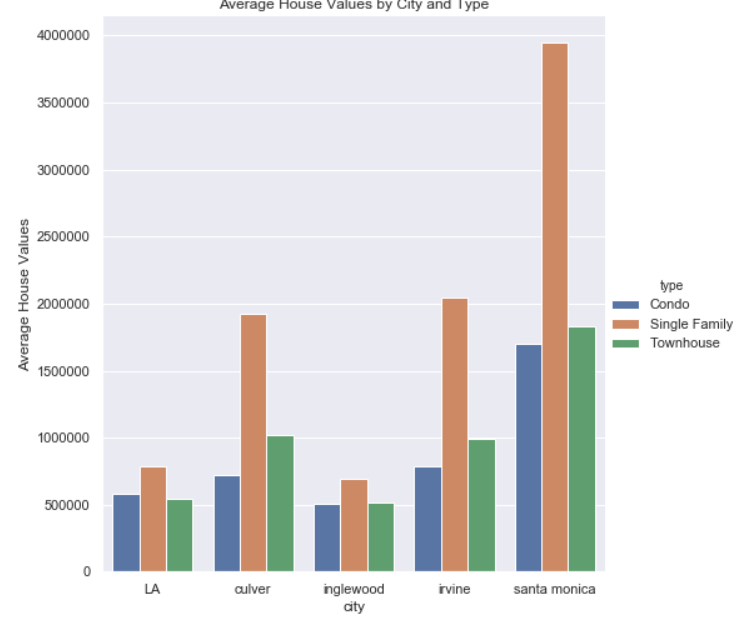 Average House Values by City and Type
4000000
3500000
3000000
2500000
2000000
1500000
1000000
500000
0
Average House Values
LA
culver
inglewood
irvine
santa monica
city
type
Condo
Single Family
Townhouse